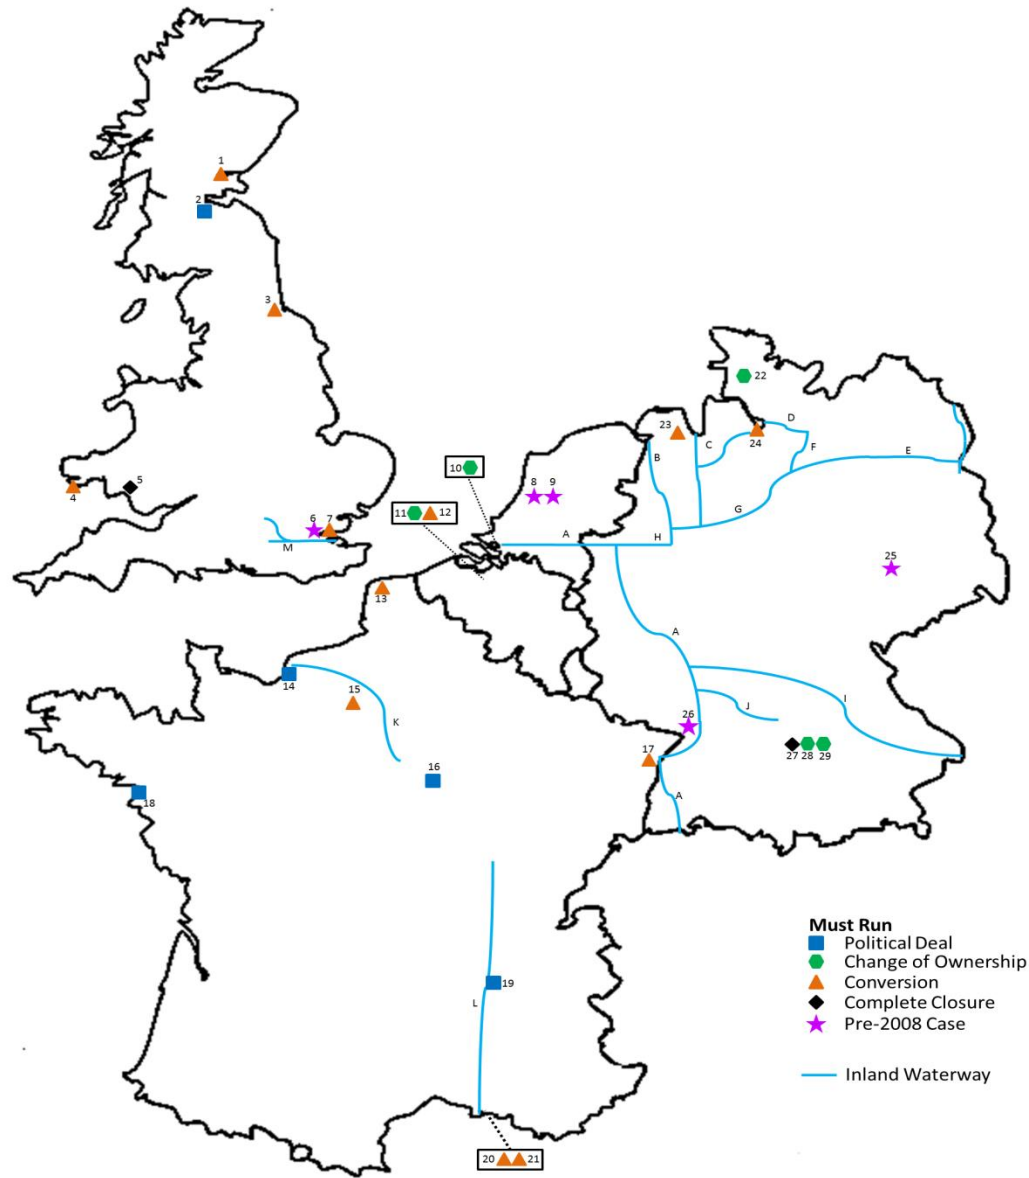 1
2
3
4
5
6
7
M
8
9
10
11
12
13
14
15
K
16
17
18
19
L
20
21
22
23
24
B
C
D
F
E
G
H
A
A
25
26
J
I
27
28
29
A
Must Run
Political Deal
Change of Ownership
Conversion
Complete Closure
Pre-2008 Case
Inland Waterway